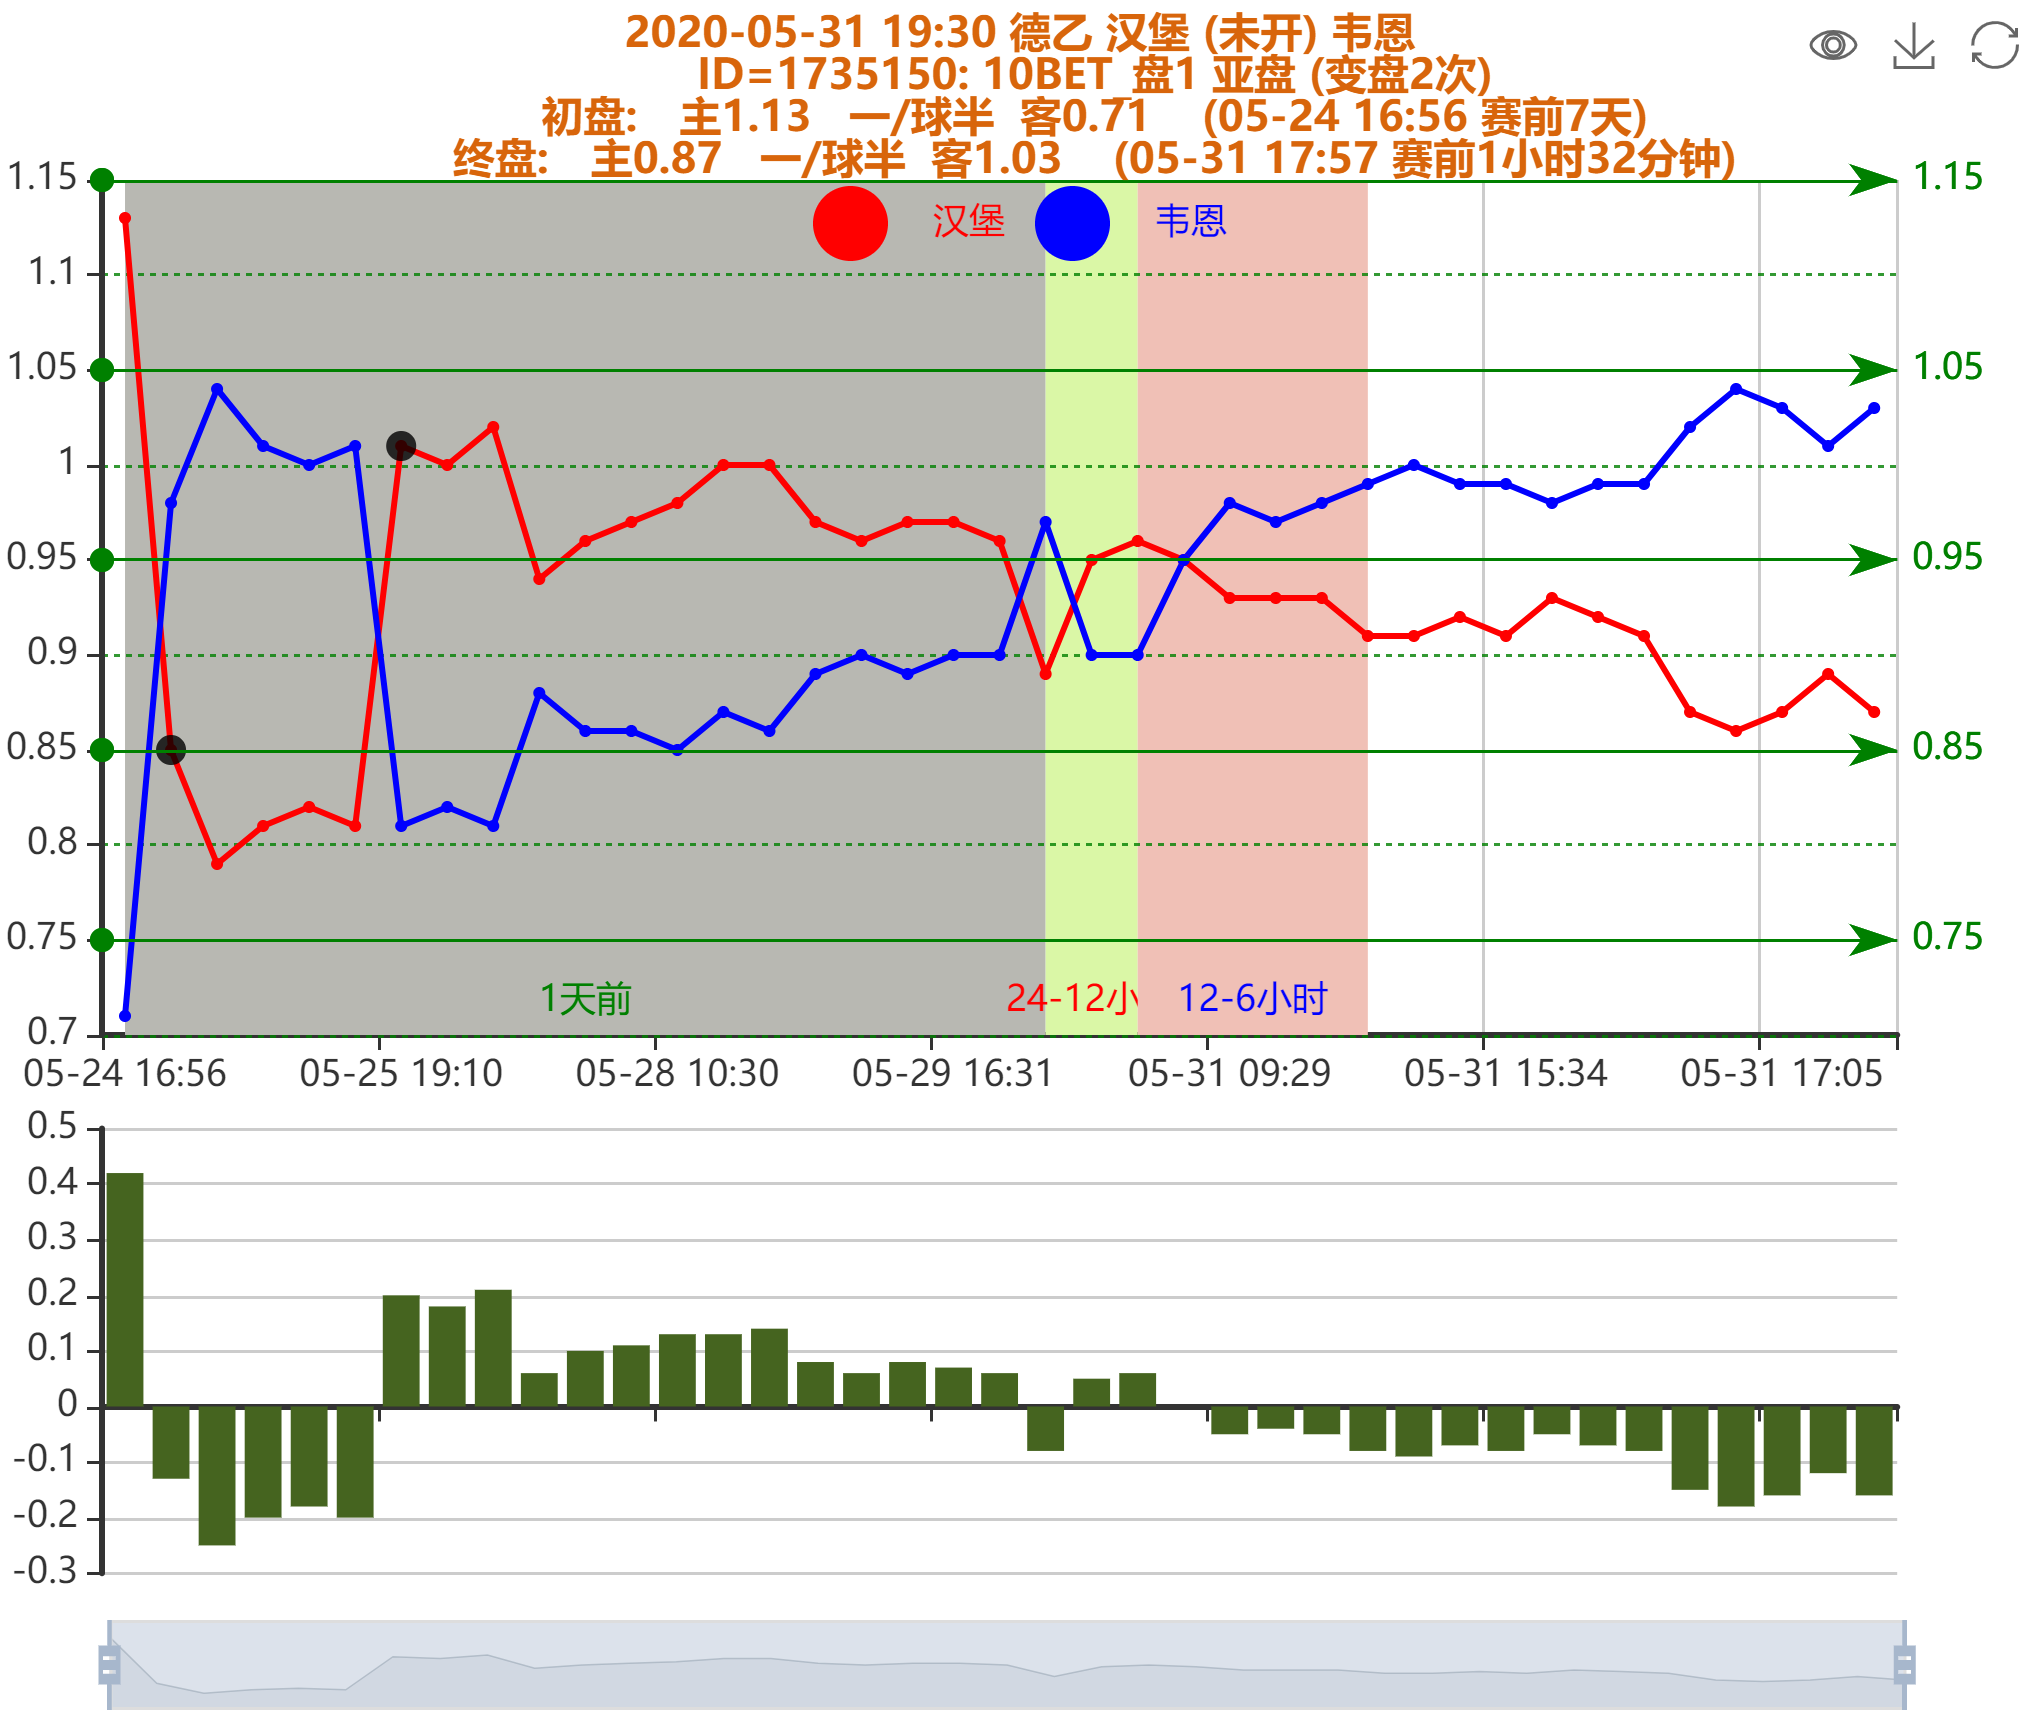 2020-05-31 19:30 德乙 汉堡 (未开) 韦恩
ID=1735150: 10BET_盘1 亚盘 (变盘2次)
初盘: 主1.13 一/球半 客0.71 (05-24 16:56 赛前7天)
终盘: 主0.87 一/球半 客1.03 (05-31 17:57 赛前1小时32分钟)
汉堡 韦恩
1.15 1.15
1.1
1.05 1.05
1
0.95 0.95
0.9
0.85 0.85
0.8
0.75 0.75
1天前 24-12小 12-6小时
0.7
05-24 16:56 05-25 19:10 05-28 10:30 05-29 16:31 05-31 09:29 05-31 15:34 05-31 17:05
0.5
0.4
0.3
0.2
0.1
0
-0.1
-0.2
-0.3